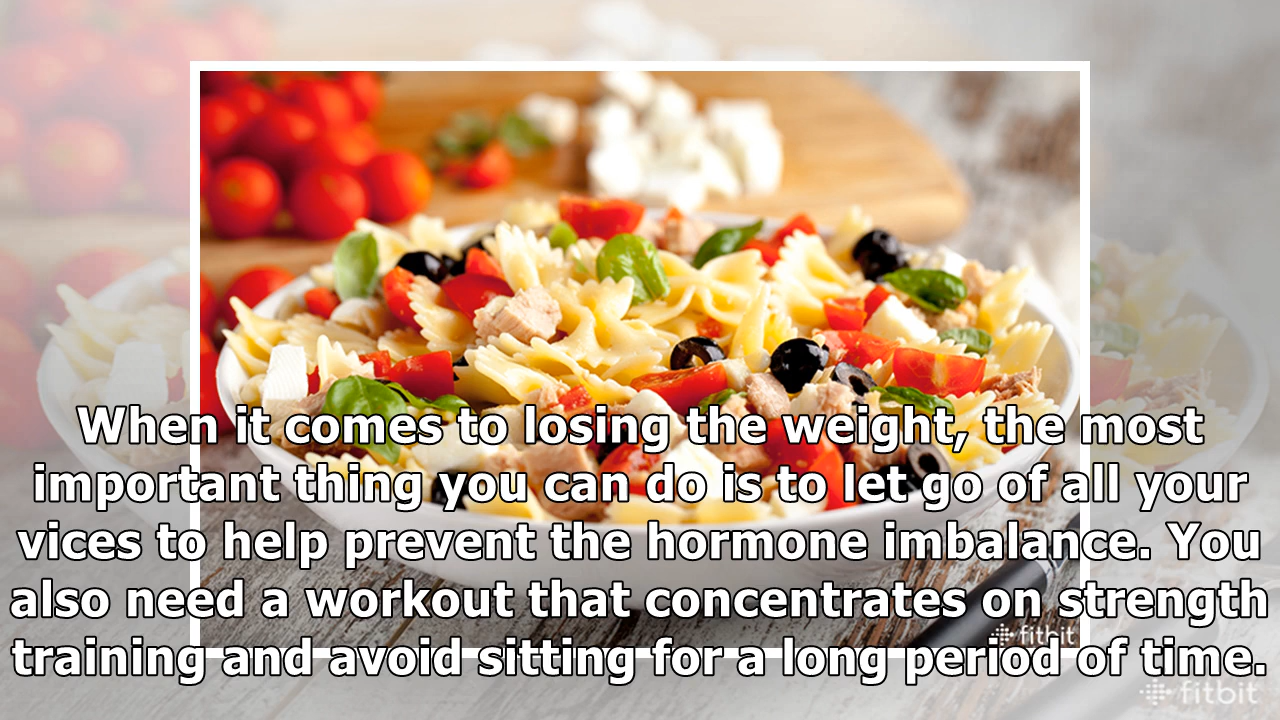 When it comes to losing the weight, the most
important thing you can do is to let go of all your
vices to help prevent the hormone imbalance. You
also need a workout that concentrates on strength
training and avoid sitting for a long period of time.
fitbit
fitbit